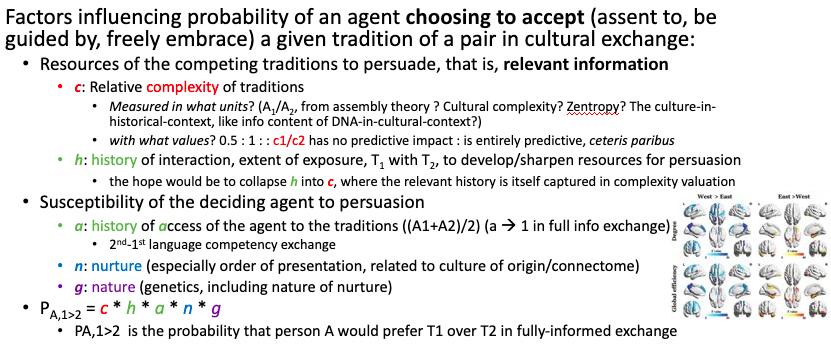 Factors influencing probability of an agent choosing to accept (assent to, be
guided by, freely embrace) a given tradition of a pair in cultural exchange:
• Resources of the competing traditions to persuade, that is, relevant information
• c: Relative complexity of traditions
• Measured in what units? (A1/A2, from assembly theory ? Cultural complexity? Zentropy? The culture-in-
historical-context, like info content of DNA-in-cultural-context?)
• with what values? 0.5 : 1 : : c1/c2 has no predictive impact : is entirely predictive, ceteris paribus
• h: history of interaction, extent of exposure, T1 with T2, to develop/sharpen resources for persuasion
• the hope would be to collapse h into c, where the relevant history is itself captured in complexity valuation
• Susceptibility of the deciding agent to persuasion
West > East East >West
• a: history of access of the agent to the traditions ((A1+A2)/2) (a → 1 in full info exchange)
Degree
• 2nd-1st language competency exchange
• n: nurture (especially order of presentation, related to culture of origin/connectome)
• g: nature (genetics, including nature of nurture)
Global efficiency
• PA,1>2 = c * h * a * n * g
• PA,1>2 is the probability that person A would prefer T1 over T2 in fully-informed exchange